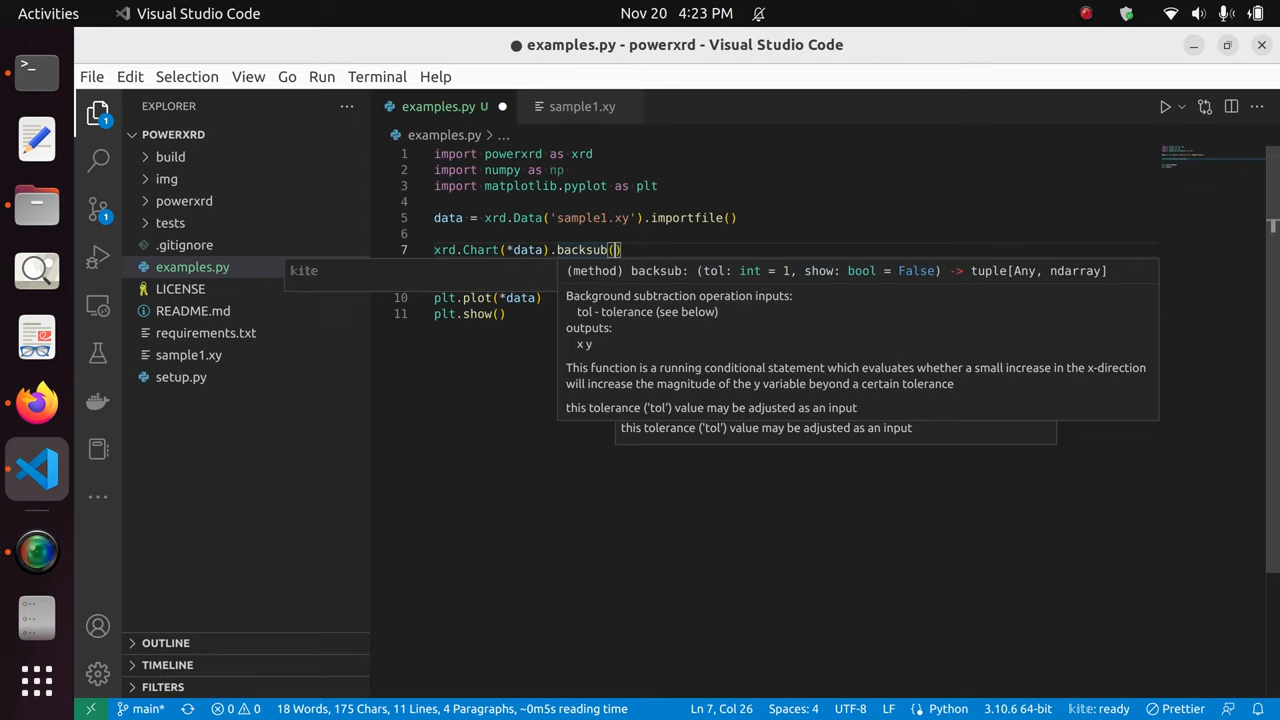 Activities
Visual Studio Code
Nov 20 4:23 PM
● examples.py - powerxrd - Visual Studio Code
File Edit Selection View Go Run Terminal Help
EXPLORER
examples.py U
sample1.xy
POWERXRD
examples.py > ...
build
img
powerxrd
tests
.gitignore
examples.py
LICENSE
README.md
requirements.txt
sample1.xy
setup.py
1 import powerxrd as xrd
2 import numpy as np
3 import matplotlib.pyplot as plt
5 data = xrd.Data('sample1.xy').importfile()
6
7 xrd.Chart(*data).backsub()
kite
(method) backsub: (tol: int = 1, show: bool = False) -> tuple[Any, ndarray]
Background subtraction operation inputs:
tol - tolerance (see below)
outputs:
x y
This function is a running conditional statement which evaluates whether a small increase in the x-direction
will increase the magnitude of the y variable beyond a certain tolerance
this tolerance ('tol') value may be adjusted as an input
this tolerance ('tol') value may be adjusted as an input
10 plt.plot(*data)
11 plt.show()
OUTLINE
TIMELINE
FILTERS
1
1
main*
0 0
18 Words, 175 Chars, 11 Lines, 4 Paragraphs, ~0m5s reading time
Ln 7, Col 26
Spaces: 4
UTF-8
LF
Python
3.10.6 64-bit
kite: ready
Prettier